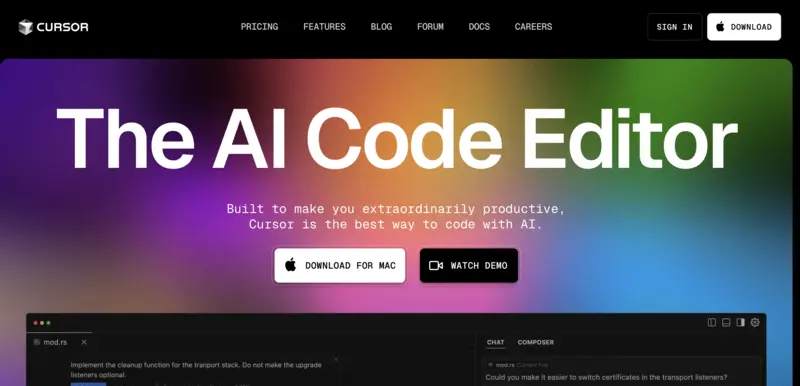 CURSOR
PRICING FEATURES BLOG FORUM DOCS CAREERS
SIGN IN
DOWNLOAD
The AI Code Editor
Built to make you extraordinarily productive,
Cursor is the best way to code with AI.
DOWNLOAD FOR MAC
WATCH DEMO
mod.rs
Implement the cleanup function for the tranport stack. Do not make the upgrade
listeners optional.
CHAT COMPOSER
mod.rs Current File
Could you make it easier to switch certificates in the transport listeners?